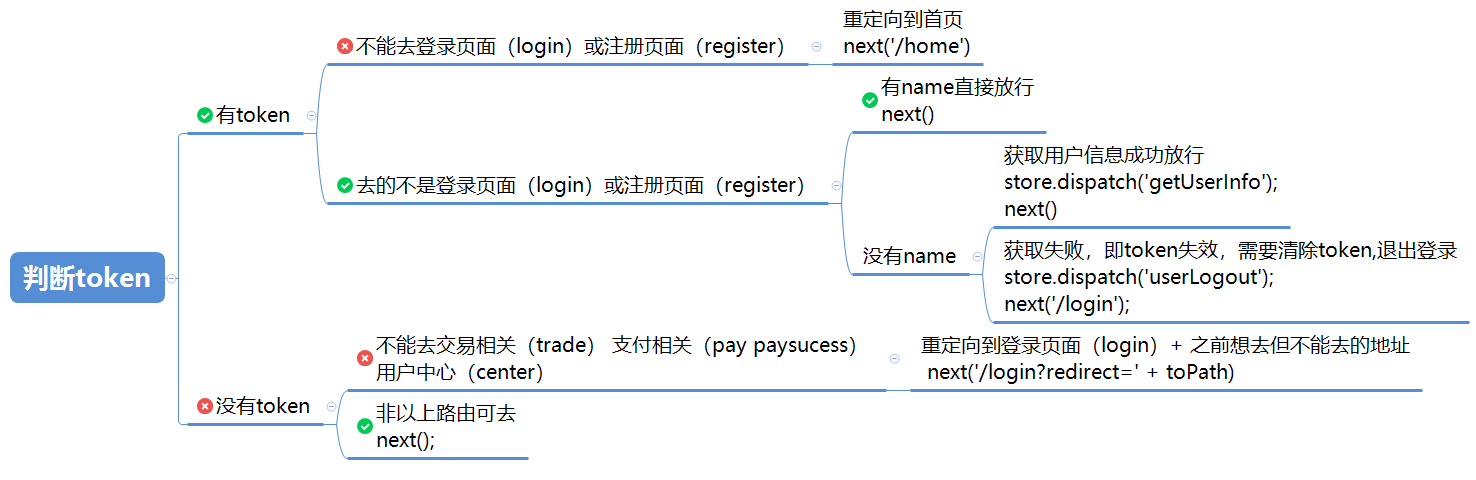 重定向到首页
不能去登录页面（login）或注册页面（register）
next('/home')
有name直接放行
有token
next()
获取用户信息成功放行
去的不是登录页面（login）或注册页面（register）
store.dispatch('getUserInfo');
next()
获取失败，即token失效，需要清除token,退出登录
没有name
判断token
store.dispatch('userLogout');
next('/login');
不能去交易相关（trade） 支付相关（pay paysucess）
用户中心（center）
重定向到登录页面（login）+ 之前想去但不能去的地址
next('/login?redirect=' + toPath)
没有token
非以上路由可去
next();